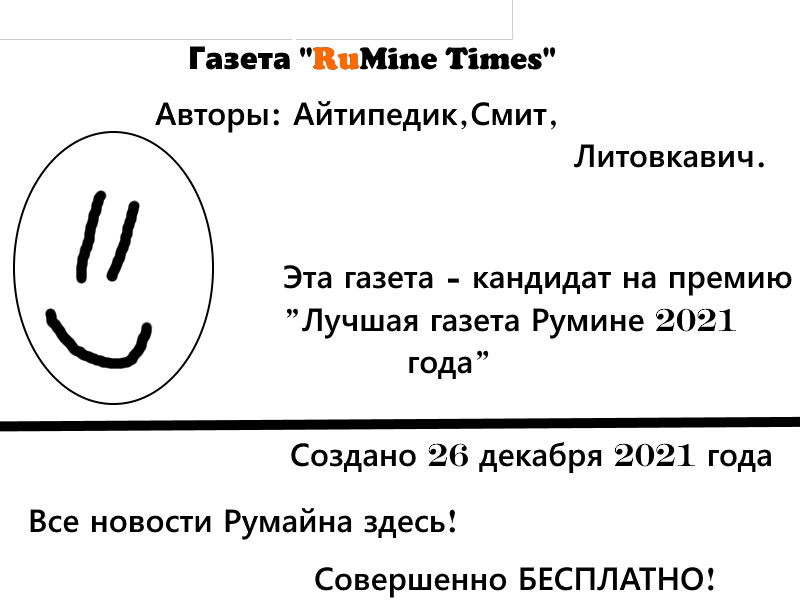 Газета "RuMine Times"
Авторы: Айтипедик,Смит,
Литовкавич.
Эта газета - кандидат на премию
”Лучшая газета Румине 2021
года”
Создано 26 декабря 2021 года
Все новости Румайна здесь!
Совершенно БЕСПЛАТНО!